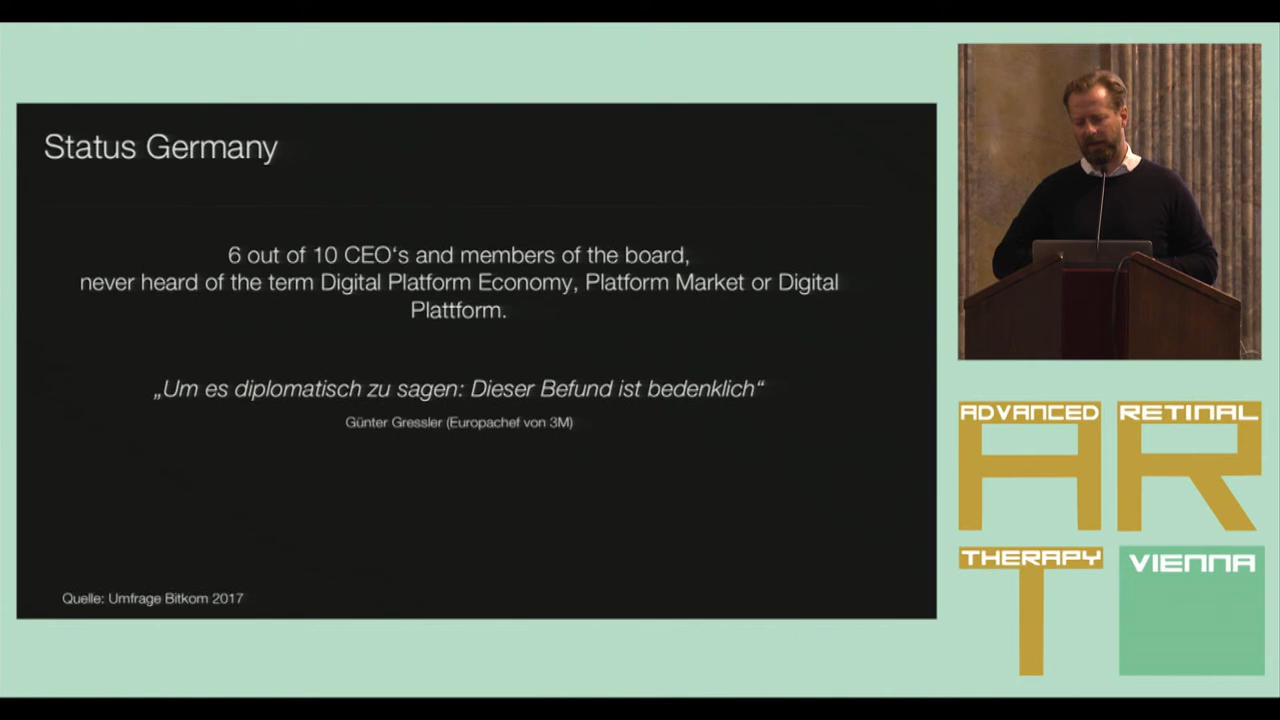 Status Germany
6 out of 10 CEO‘s and members of the board,
never heard of the term Digital Platform Economy, Platform Market or Digital
Plattform.
„Um es diplomatisch zu sagen: Dieser Befund ist bedenklich“
Günter Gressler (Europachef von 3M)
Quelle: Umfrage Bitkom 2017
ADVANCED RETINAL
A R
THERAPY VIENNA
T